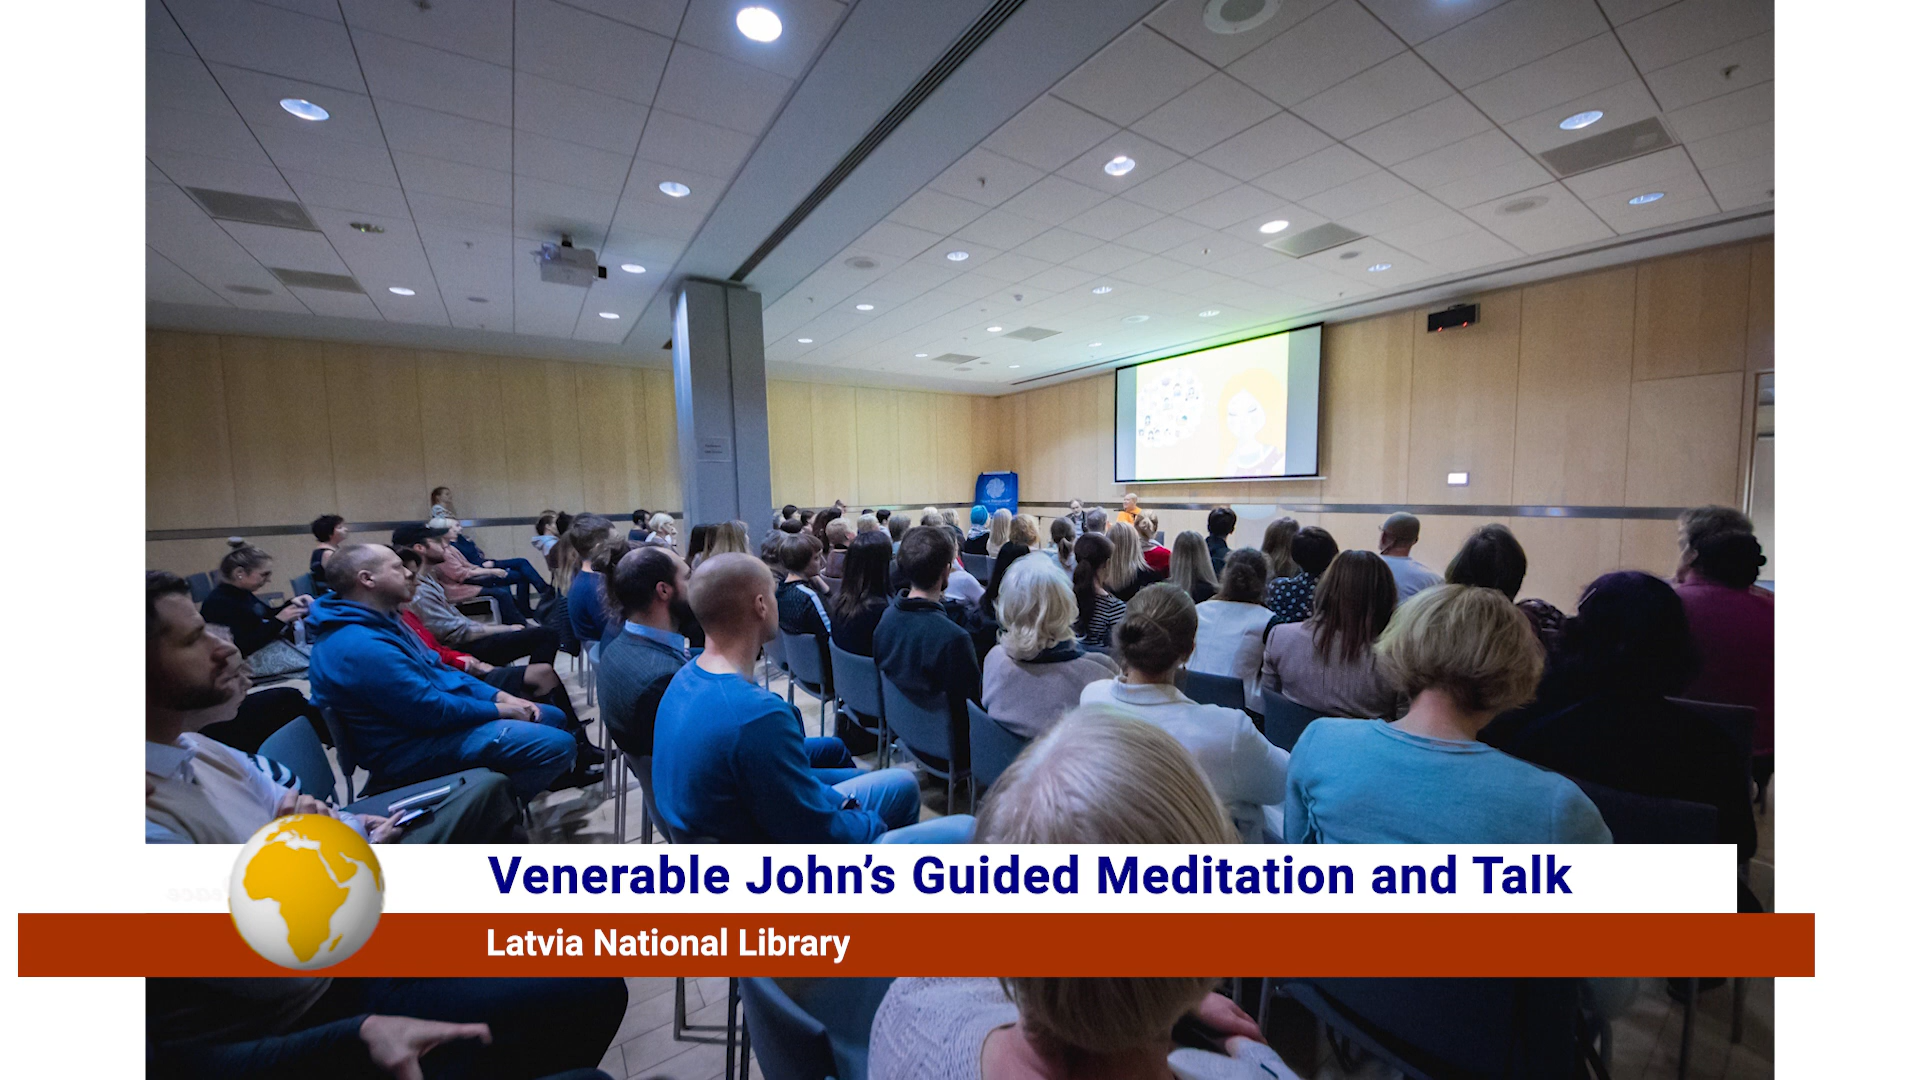 Venerable John’s Guided Meditation and Talk
Latvia National Library